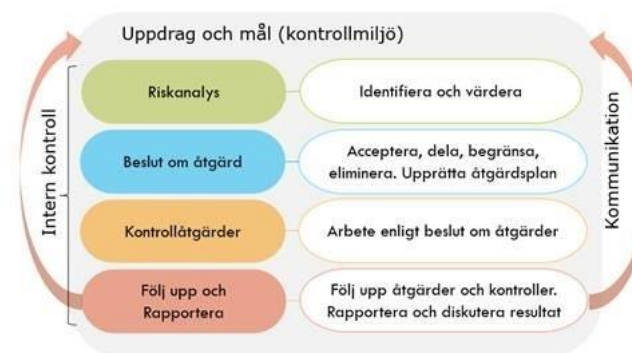 Uppdrag och mål (kontrollmiljö)
Intern kontroll
Riskanalys
Identifiera och värdera
Beslut om åtgärd
Acceptera, dela, begränsa,
eliminera. Upprätta åtgärdsplan
Kontrollåtgärder
Arbete enligt beslut om åtgärder
Följ upp och
Rapportera
Följ upp åtgärder och kontroller.
Rapportera och diskutera resultat
Kommunikation